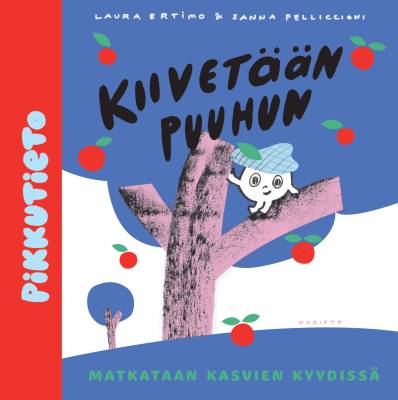 LAURA ERTIMO & SANNA PELLICCIONI
KIIVETÄÄN
PUUHUN
PIKKUTIETO
KARISTO
MATKATAAN KASVIEN KYYDISSÄ